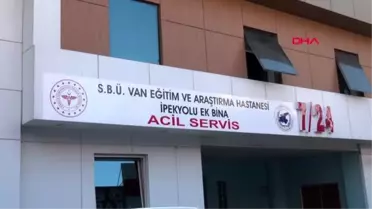 DHA
S.B.Ü. VAN EĞİTİM VE ARAŞTIRMA HASTANESİ
İPEKYOLU EK BİNA
ACİL SERVİS
7/24